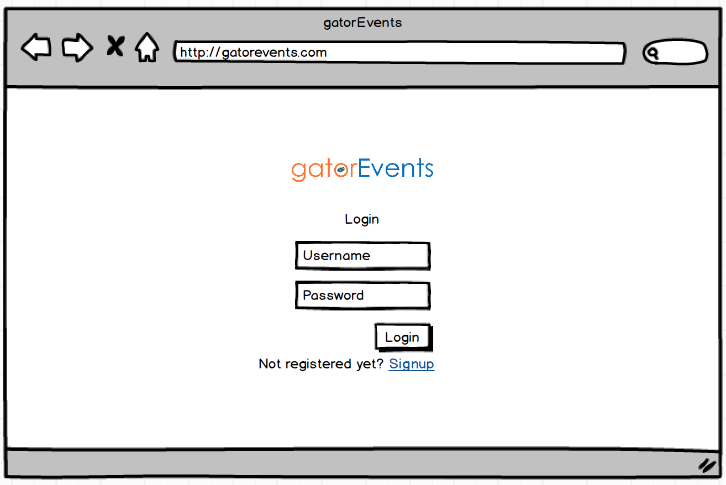 gatorEvents
http://gatorevents.com
gatorEvents
Login
Username
Password
Login
Not registered yet? Signup